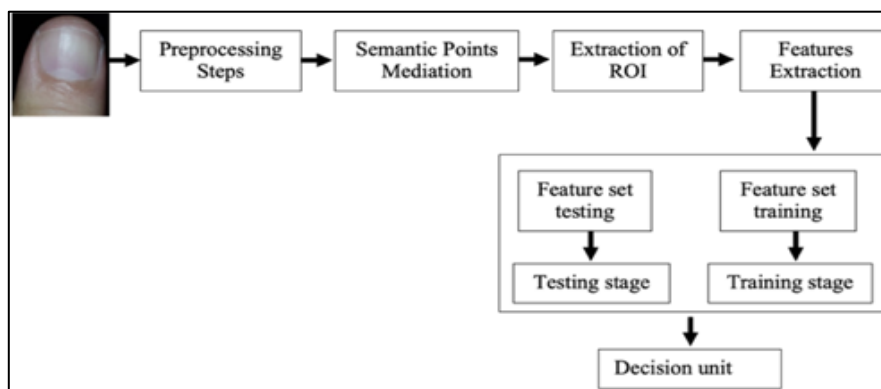 Preprocessing
Steps
Semantic Points
Mediation
Extraction of
ROI
Features
Extraction
Feature set
testing
Feature set
training
Testing stage
Training stage
Decision unit